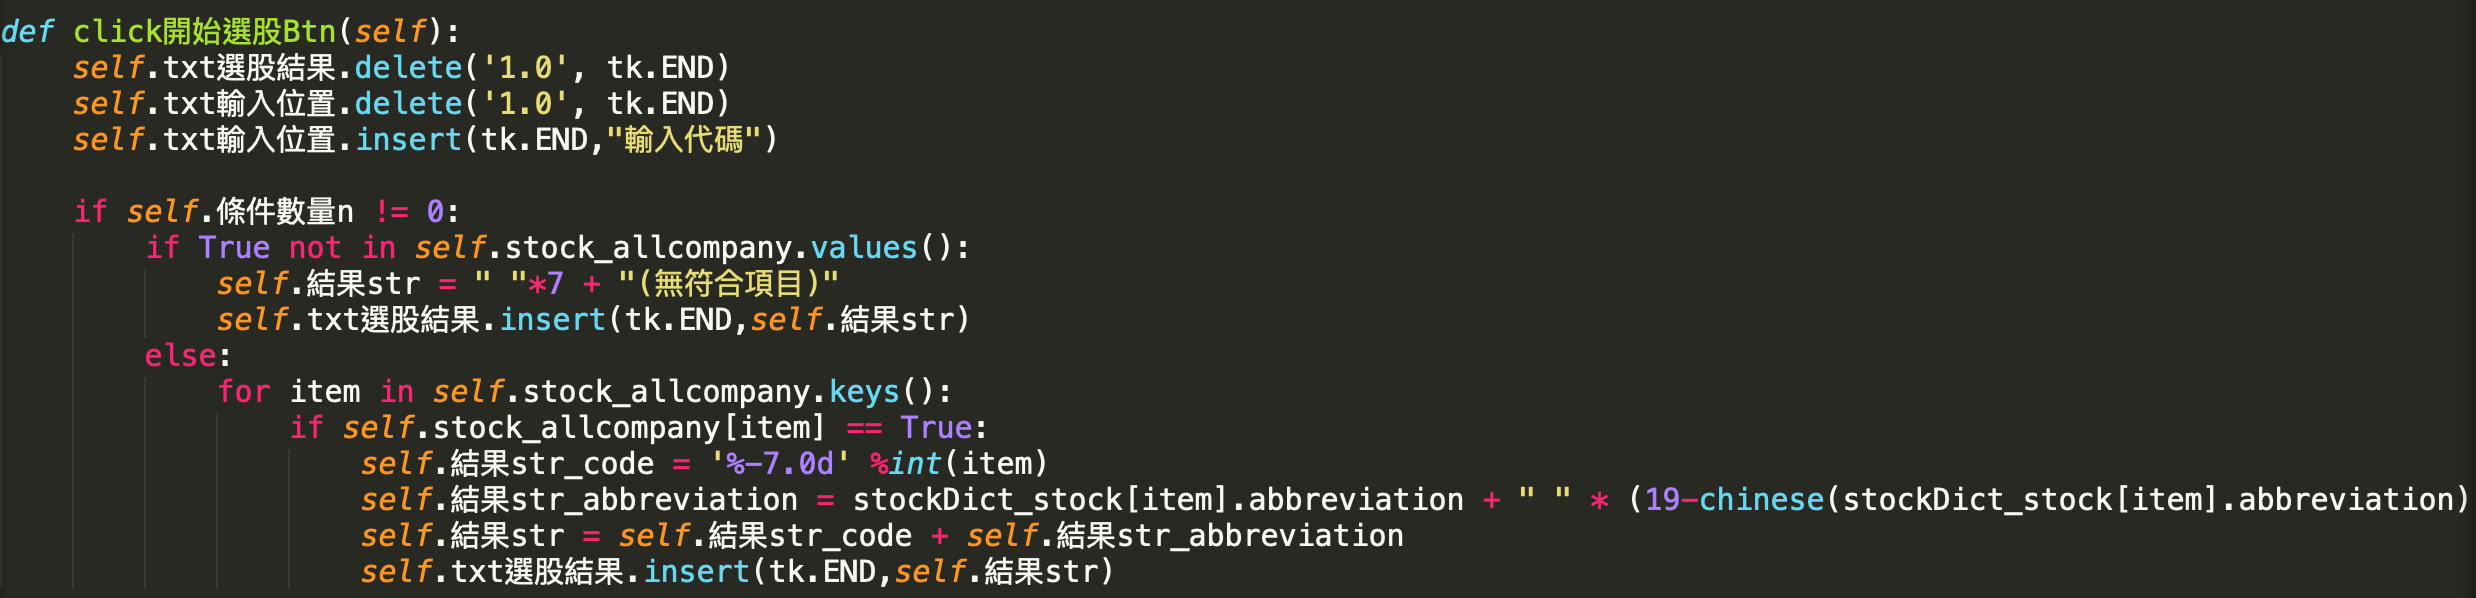 def click開始選股Btn(self):
    self.txt選股結果.delete('1.0', tk.END)
    self.txt輸入位置.delete('1.0', tk.END)
    self.txt輸入位置.insert(tk.END,"輸入代碼")

    if self.條件數量n != 0:
        if True not in self.stock_allcompany.values():
            self.結果str = " "*7 + "(無符合項目)"
            self.txt選股結果.insert(tk.END,self.結果str)
        else:
            for item in self.stock_allcompany.keys():
                if self.stock_allcompany[item] == True:
                    self.結果str_code = '%-7.0d' %int(item)
                    self.結果str_abbreviation = stockDict_stock[item].abbreviation + " " * (19-chinese(stockDict_stock[item].abbreviation)
                    self.結果str = self.結果str_code + self.結果str_abbreviation
                    self.txt選股結果.insert(tk.END,self.結果str)